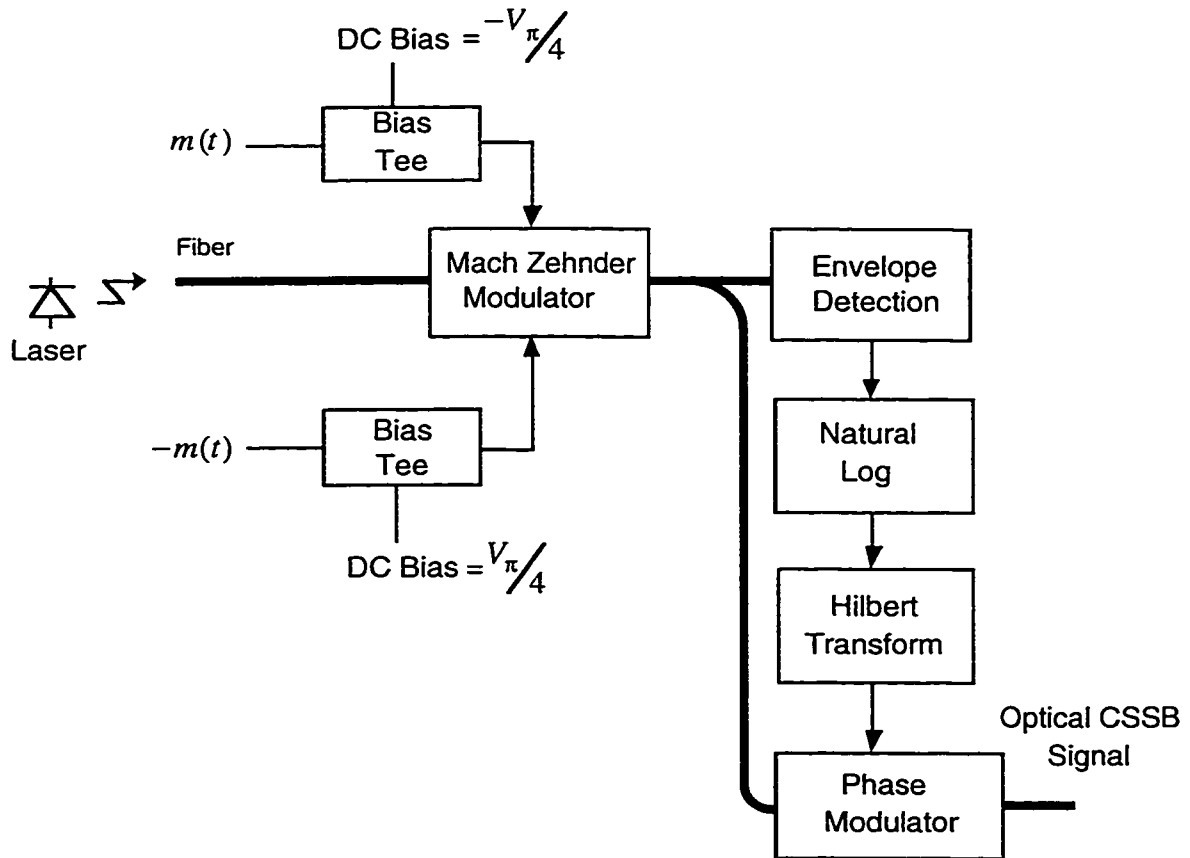 DC Bias = -Vπ/4
Bias
Tee
m(t)
Fiber
Mach Zehnder
Modulator
Envelope
Detection
Laser
Natural
Log
-m(t)
Bias
Tee
DC Bias = Vπ/4
Hilbert
Transform
Optical CSSB
Signal
Phase
Modulator